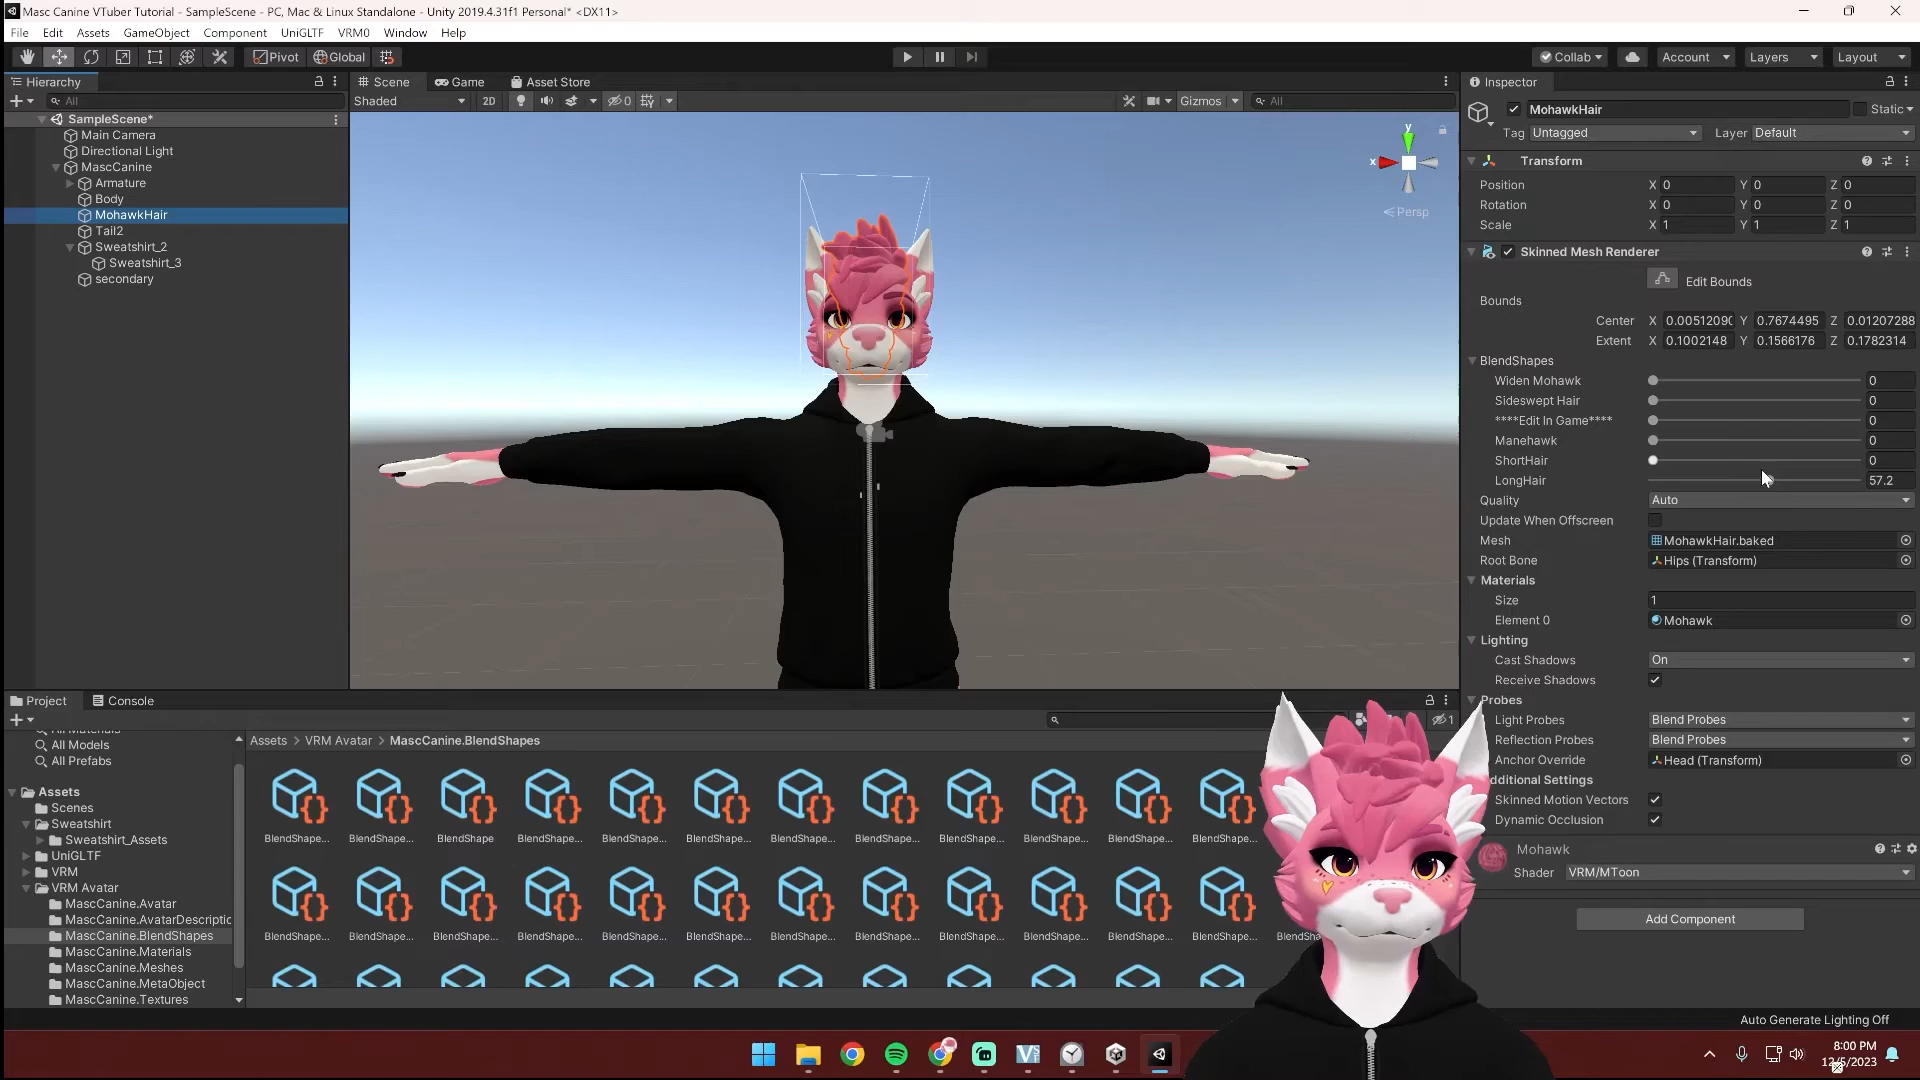 Masc Canine VTuber Tutorial - SampleScene - PC, Mac & Linux Standalone - Unity 2019.4.31f1 Personal* <DX11>
File Edit Assets GameObject Component UniGLTF VRM0 Window Help
Pivot Global Collab Account Layers Layout
Hierarchy
All
SampleScene*
Main Camera
Directional Light
MascCanine
Armature
Body
MohawkHair
Tail2
Sweatshirt_2
Sweatshirt_3
secondary
Scene Game Asset Store
Shaded 2D 0 Gizmos All
y
x
Persp
Inspector
MohawkHair Static
Tag Untagged Layer Default
Transform
Position X 0 Y 0 Z 0
Rotation X 0 Y 0 Z 0
Scale X 1 Y 1 Z 1
Skinned Mesh Renderer
Edit Bounds
Bounds
Center X 0.0051209( Y 0.7674495 Z 0.01207288
Extent X 0.1002148 Y 0.1566176 Z 0.1782314
BlendShapes
Widen Mohawk 0
Sideswept Hair 0
****Edit In Game**** 0
Manehawk 0
ShortHair 0
LongHair 57.2
Quality Auto
Update When Offscreen
Mesh MohawkHair.baked
Root Bone Hips (Transform)
Materials
Size 1
Element 0 Mohawk
Lighting
Cast Shadows On
Receive Shadows
Probes
Light Probes Blend Probes
Reflection Probes Blend Probes
Anchor Override Head (Transform)
dditional Settings
Skinned Motion Vectors
Dynamic Occlusion
Mohawk
Shader VRM/MToon
Add Component
Project Console
1
All Materials
All Models
All Prefabs
Assets
Scenes
Sweatshirt
Sweatshirt_Assets
UniGLTF
VRM
VRM Avatar
MascCanine.Avatar
MascCanine.AvatarDescriptic
MascCanine.BlendShapes
MascCanine.Materials
MascCanine.Meshes
MascCanine.MetaObject
MascCanine.Textures
Assets > VRM Avatar > MascCanine.BlendShapes
BlendShape... BlendShape... BlendShape BlendShape... BlendShape... BlendShape... BlendShape... BlendShape... BlendShape... BlendShape... BlendShape... BlendShape...
BlendShape... BlendShape... BlendShape... BlendShape... BlendShape... BlendShape... BlendShape... BlendShape... BlendShape... BlendShape... BlendShape... BlendShape... BlendSha
Auto Generate Lighting Off
8:00 PM
12/5/2023